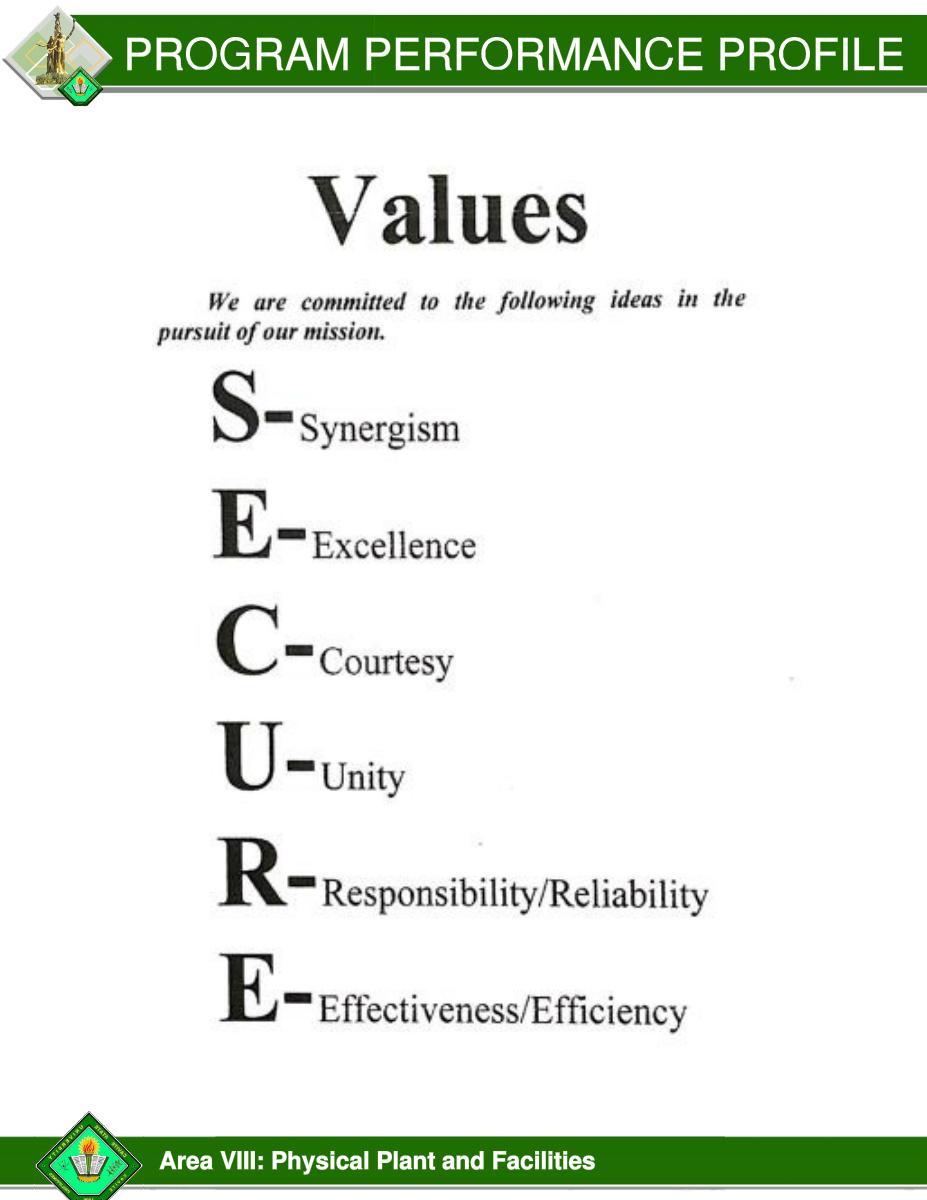 PROGRAM PERFORMANCE PROFILE
Values
We are committed to the following ideas in the
pursuit of our mission.
S- Synergism
E- Excellence
C- Courtesy
U- Unity
R- Responsibility/Reliability
E- Effectiveness/Efficiency
Area VIII: Physical Plant and Facilities